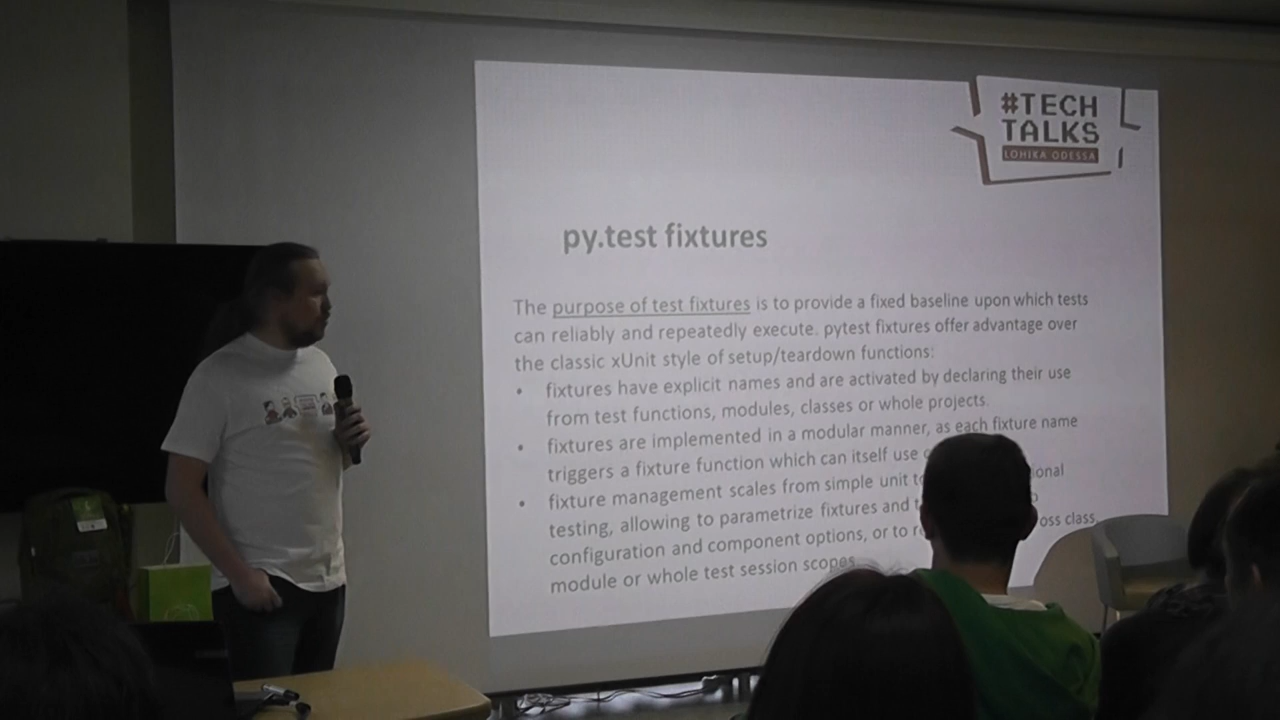 #TECH
TALKS
LOHIKA ODESSA
py.test fixtures
The purpose of test fixtures is to provide a fixed baseline upon which tests
can reliably and repeatedly execute. pytest fixtures offer advantage over
the classic xUnit style of setup/teardown functions:
• fixtures have explicit names and are activated by declaring their use
from test functions, modules, classes or whole projects.
• fixtures are implemented in a modular manner, as each fixture name
triggers a fixture function which can itself use
• fixture management scales from simple unit
testing, allowing to parametrize fixtures and
configuration and component options, or to class,
module or whole test session scopes